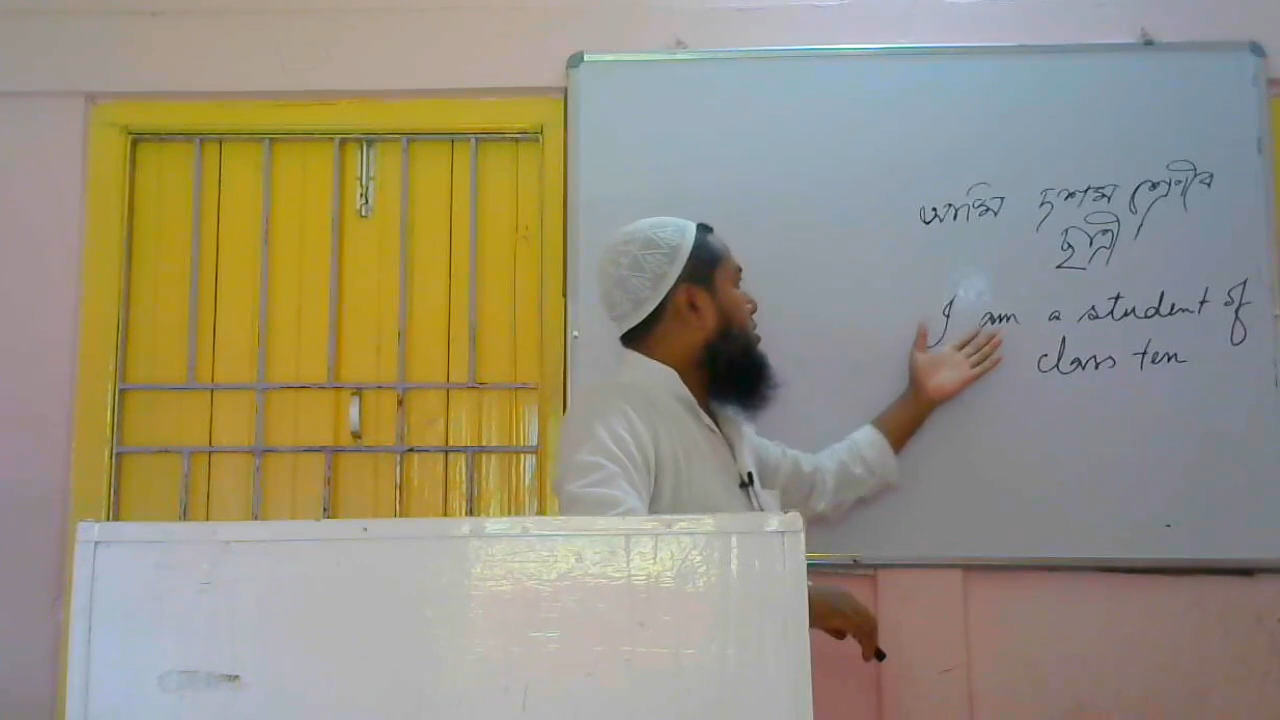 আমি দশম শ্রেণীর
ছাত্রী
I am a student of
class ten